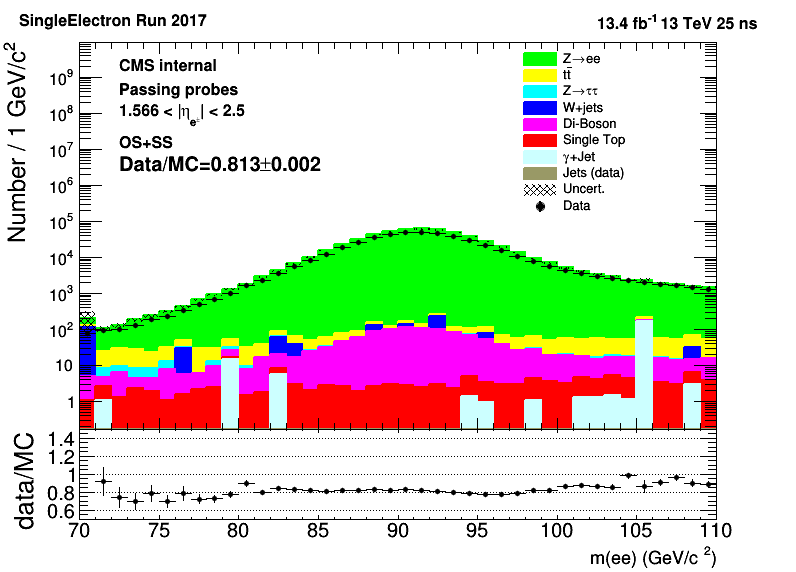 SingleElectron Run 2017
13.4 fb⁻¹ 13 TeV 25 ns
Number / 1 GeV/c²
10⁹
10⁸
10⁷
10⁶
10⁵
10⁴
10³
10²
10
1
CMS internal
Passing probes
1.566 < |η_e±| < 2.5
OS+SS
Data/MC=0.813±0.002
Z→ee
tt̄
Z→ττ
W+jets
Di-Boson
Single Top
γ+Jet
Jets (data)
Uncert.
Data
data/MC
1.4
1.2
1
0.8
0.6
70 75 80 85 90 95 100 105 110
m(ee) (GeV/c ²)